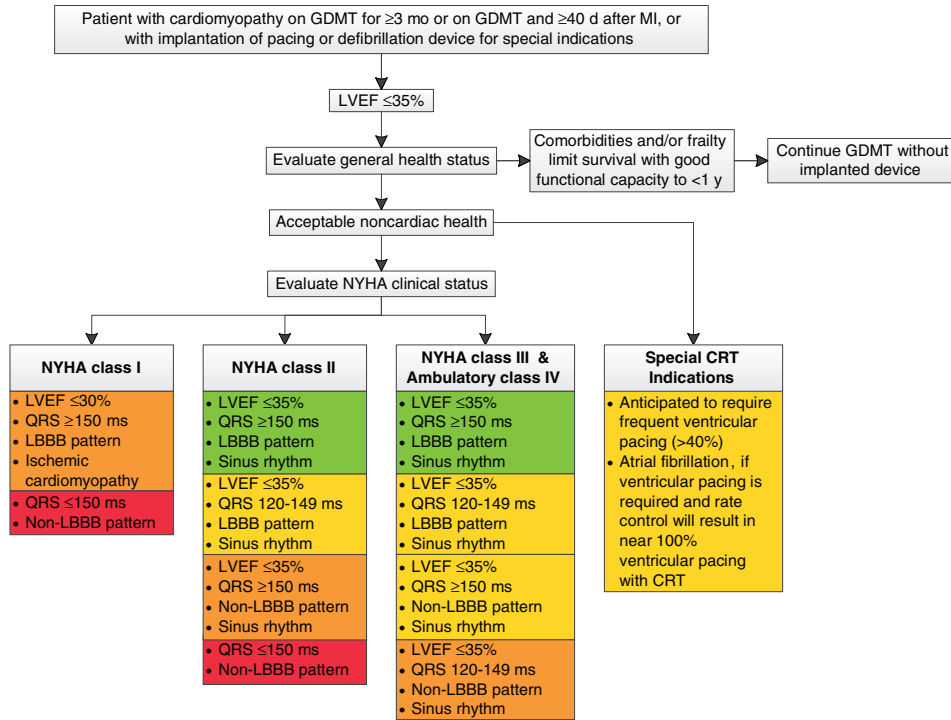 Patient with cardiomyopathy on GDMT for ≥3 mo or on GDMT and ≥40 d after MI, or
with implantation of pacing or defibrillation device for special indications
LVEF ≤35%
Evaluate general health status
Comorbidities and/or frailty
limit survival with good
functional capacity to <1 y
Continue GDMT without
implanted device
Acceptable noncardiac health
Evaluate NYHA clinical status
NYHA class I
• LVEF ≤30%
• QRS ≥150 ms
• LBBB pattern
• Ischemic
cardiomyopathy
• QRS ≤150 ms
• Non-LBBB pattern
NYHA class II
• LVEF ≤35%
• QRS ≥150 ms
• LBBB pattern
• Sinus rhythm
• LVEF ≤35%
• QRS 120-149 ms
• LBBB pattern
• Sinus rhythm
• LVEF ≤35%
• QRS ≥150 ms
• Non-LBBB pattern
• Sinus rhythm
• QRS ≤150 ms
• Non-LBBB pattern
NYHA class III &
Ambulatory class IV
• LVEF ≤35%
• QRS ≥150 ms
• LBBB pattern
• Sinus rhythm
• LVEF ≤35%
• QRS 120-149 ms
• LBBB pattern
• Sinus rhythm
• LVEF ≤35%
• QRS ≥150 ms
• Non-LBBB pattern
• Sinus rhythm
• LVEF ≤35%
• QRS 120-149 ms
• Non-LBBB pattern
• Sinus rhythm
Special CRT
Indications
• Anticipated to require
frequent ventricular
pacing (>40%)
• Atrial fibrillation, if
ventricular pacing is
required and rate
control will result in
near 100%
ventricular pacing
with CRT